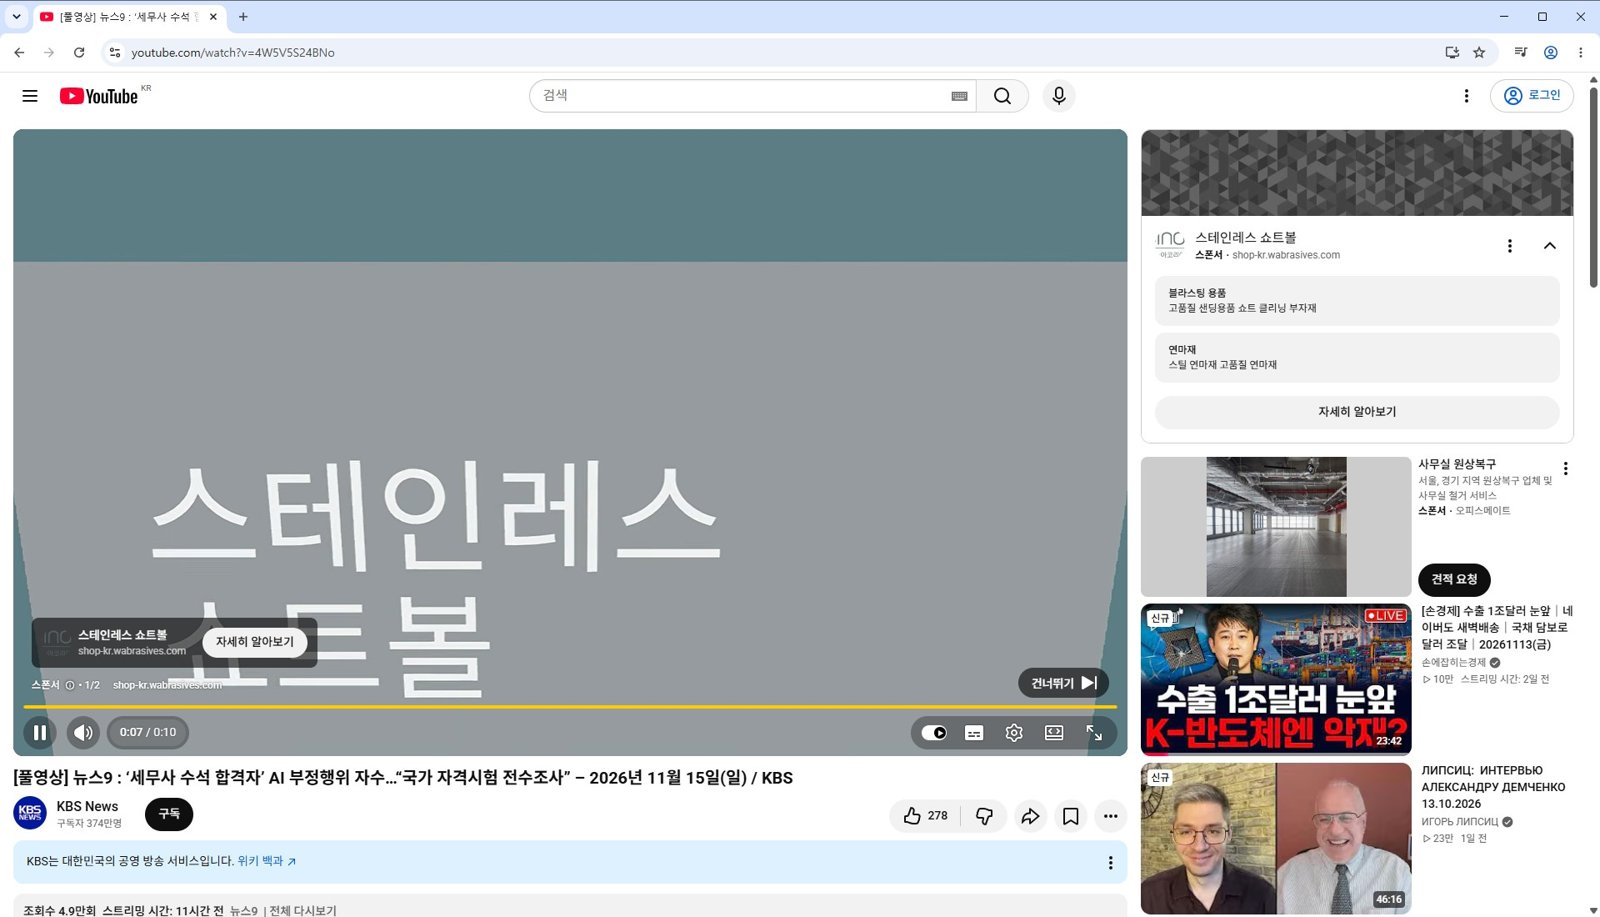 [풀영상] 뉴스9 : ‘세무사 수석 합
youtube.com/watch?v=4W5V5S24BNo
YouTube KR
검색
로그인
스테인레스
쇼트볼
스테인레스 쇼트볼
shop-kr.wabrasives.com
자세히 알아보기
스폰서 · 1/2 shop-kr.wabrasives.com
건너뛰기
0:07 / 0:10
[풀영상] 뉴스9 : ‘세무사 수석 합격자’ AI 부정행위 자수…“국가 자격시험 전수조사” – 2026년 11월 15일(일) / KBS
KBS NEWS
KBS News
구독자 374만명
구독
278
KBS는 대한민국의 공영 방송 서비스입니다. 위키 백과
조회수 4.9만회 스트리밍 시간: 11시간 전 뉴스9 | 전체 다시보기
inc
스테인레스 쇼트볼
스폰서 · shop-kr.wabrasives.com
블라스팅 용품
고품질 샌딩용품 쇼트 클리닝 부자재
연마재
스틸 연마재 고품질 연마재
자세히 알아보기
사무실 원상복구
서울, 경기 지역 원상복구 업체 및
사무실 철거 서비스
스폰서 · 오피스메이트
견적 요청
신규
LIVE
수출 1조달러 눈앞
K-반도체엔 악재?
23:42
[손경제] 수출 1조달러 눈앞 | 네
이버도 새벽배송 | 국채 담보로
달러 조달 | 20261113(금)
손에잡히는경제
10만 스트리밍 시간: 2일 전
신규
46:16
ЛИПСИЦ: ИНТЕРВЬЮ
АЛЕКСАНДРУ ДЕМЧЕНКО
13.10.2026
ИГОРЬ ЛИПСИЦ
23만 1일 전